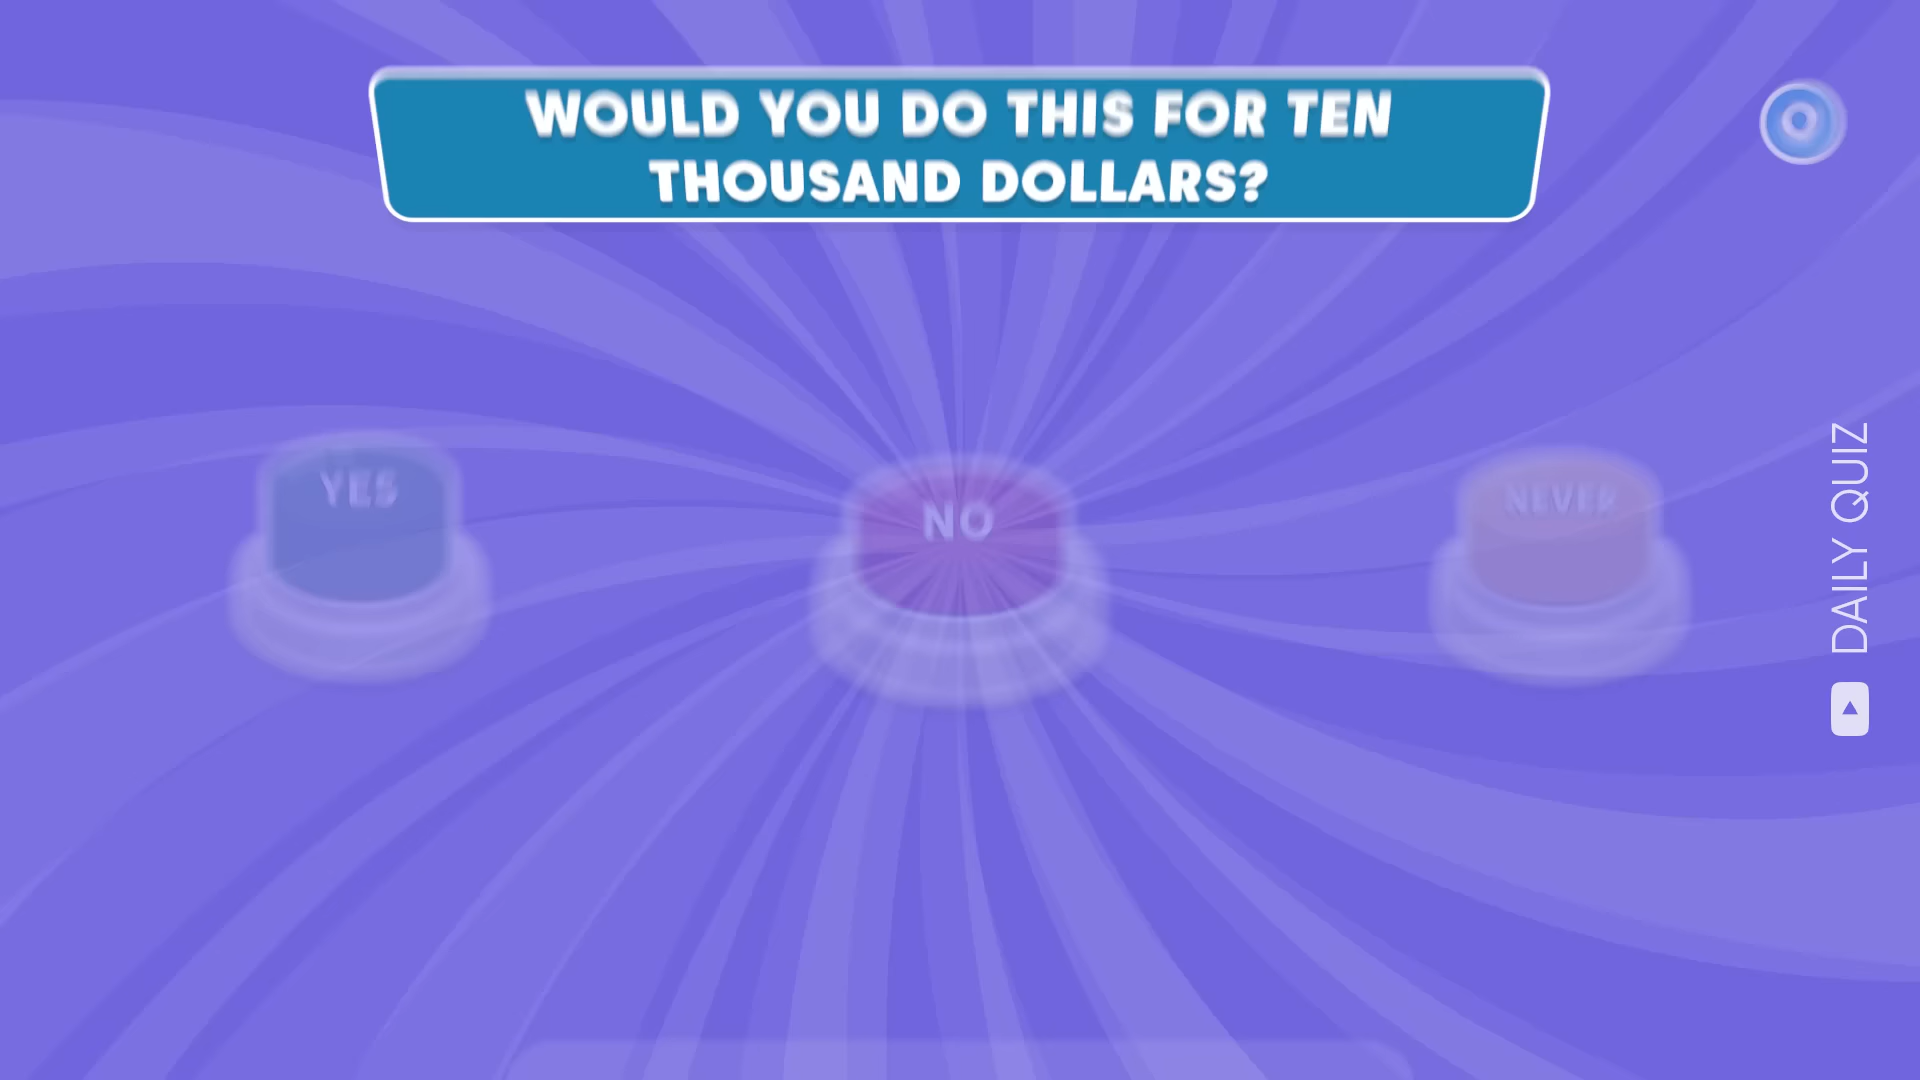 WOULD YOU DO THIS FOR TEN
THOUSAND DOLLARS?
YES
NO
NEVER
DAILY QUIZ